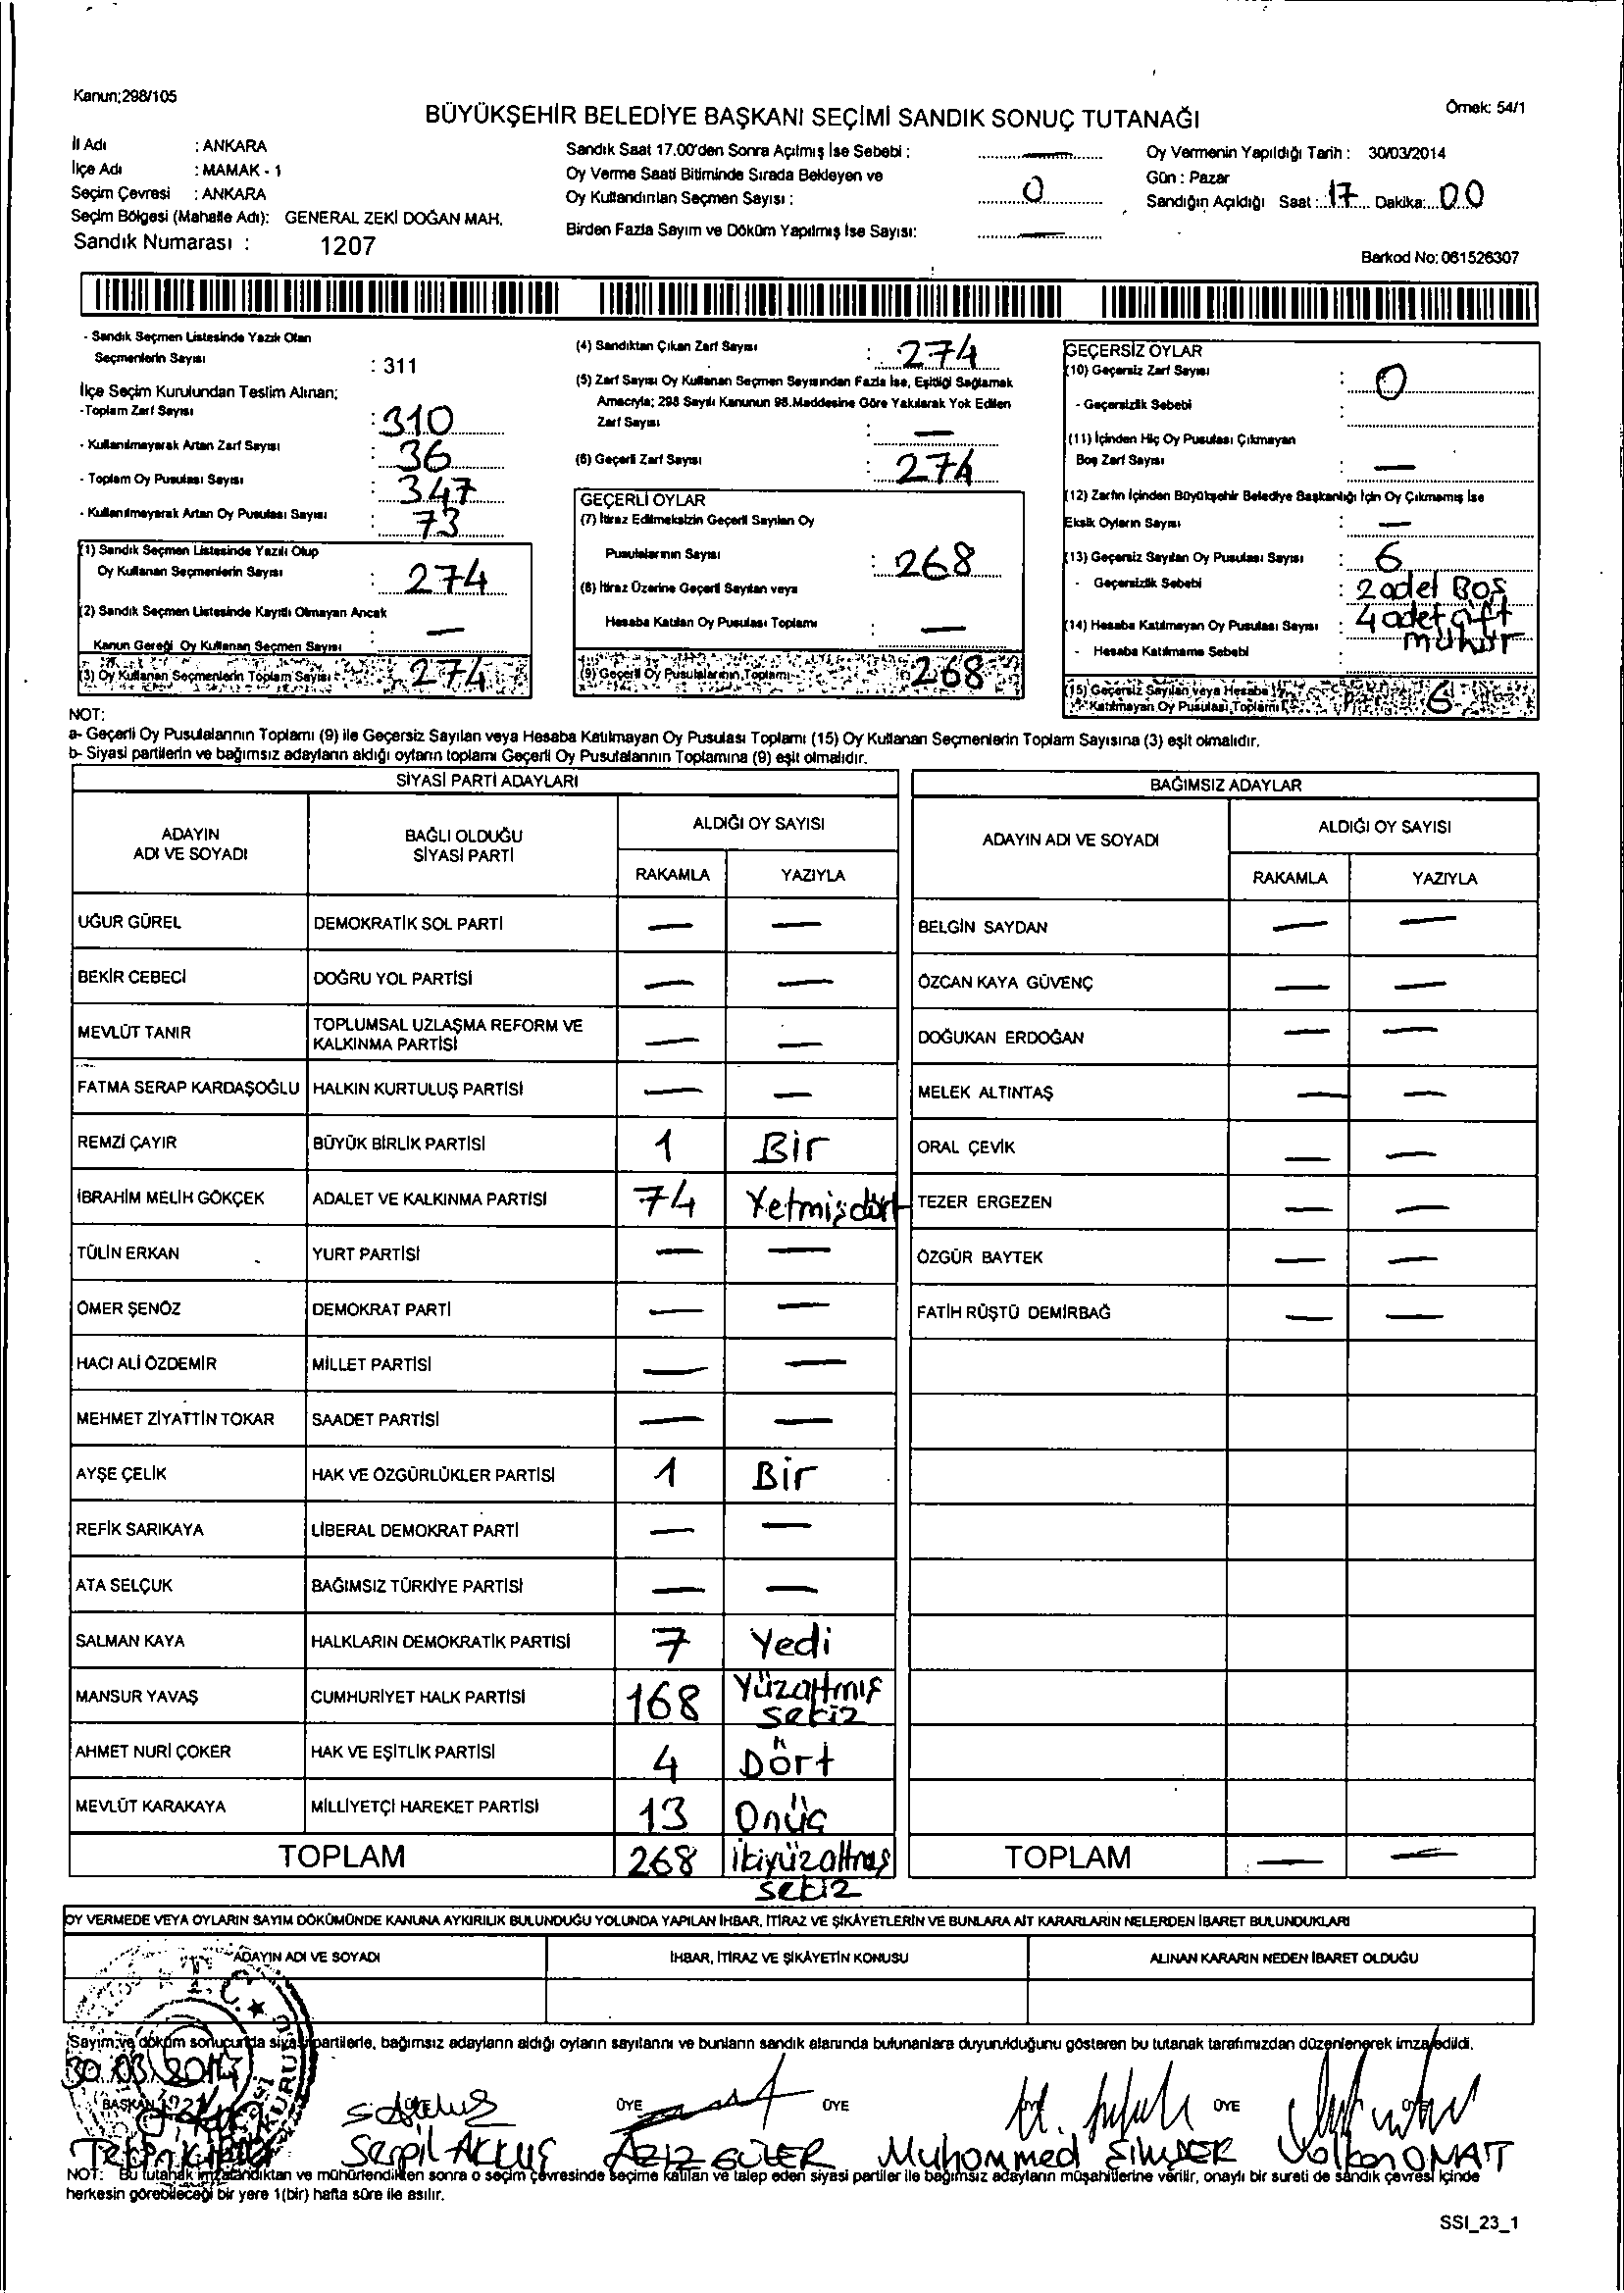 Kanun;298/105
BÜYÜKŞEHİR BELEDİYE BAŞKANI SEÇİMİ SANDIK SONUÇ TUTANAĞI
Örnek: 54/1
İl Adı : ANKARA
İlçe Adı : MAMAK - 1
Seçim Çevresi : ANKARA
Seçim Bölgesi (Mahalle Adı): GENERAL ZEKİ DOĞAN MAH.
Sandık Numarası : 1207
Sandık Saat 17.00'den Sonra Açılmış İse Sebebi : —
Oy Verme Saati Bitiminde Sırada Bekleyen ve
Oy Kullandırılan Seçmen Sayısı : 0
Birden Fazla Sayım ve Döküm Yapılmış İse Sayısı: —
Oy Vermenin Yapıldığı Tarih : 30/03/2014
Gün : Pazar
Sandığın Açıldığı Saat : 17 Dakika: 00
Barkod No: 061526307
- Sandık Seçmen Listesinde Yazılı Olan
Seçmenlerin Sayısı : 311
İlçe Seçim Kurulundan Teslim Alınan;
-Toplam Zarf Sayısı : 310
- Kullanılmayarak Artan Zarf Sayısı : 36
- Toplam Oy Pusulası Sayısı : 347
- Kullanılmayarak Artan Oy Pusulası Sayısı : 73
(1) Sandık Seçmen Listesinde Yazılı Olup
Oy Kullanan Seçmenlerin Sayısı : 274
(2) Sandık Seçmen Listesinde Kayıtlı Olmayan Ancak
Kanun Gereği Oy Kullanan Seçmen Sayısı : —
(3) Oy Kullanan Seçmenlerin Toplam Sayısı : 274
(4) Sandıktan Çıkan Zarf Sayısı : 274
(5) Zarf Sayısı Oy Kullanan Seçmen Sayısından Fazla İse, Eşitliği Sağlamak
Amacıyla; 298 Sayılı Kanunun 98.Maddesine Göre Yakılarak Yok Edilen
Zarf Sayısı : —
(6) Geçerli Zarf Sayısı : 274
GEÇERLİ OYLAR
(7) İtiraz Edilmeksizin Geçerli Sayılan Oy
Pusulalarının Sayısı : 268
(8) İtiraz Üzerine Geçerli Sayılan veya
Hesaba Katılan Oy Pusulası Toplamı : —
(9) Geçerli Oy Pusulalarının Toplamı : 268
GEÇERSİZ OYLAR
(10) Geçersiz Zarf Sayısı : 0
- Geçersizlik Sebebi :
(11) İçinden Hiç Oy Pusulası Çıkmayan
Boş Zarf Sayısı : —
(12) Zarfın İçinden Büyükşehir Belediye Başkanlığı İçin Oy Çıkmamış İse
Eksik Oyların Sayısı : —
(13) Geçersiz Sayılan Oy Pusulası Sayısı : 6
- Geçersizlik Sebebi : 2 adet Boş
(14) Hesaba Katılmayan Oy Pusulası Sayısı : 4 adet çift
mühür
- Hesaba Katılmama Sebebi :
(15) Geçersiz Sayılan veya Hesaba
Katılmayan Oy Pusulası Toplamı : 6
NOT:
a- Geçerli Oy Pusulalarının Toplamı (9) ile Geçersiz Sayılan veya Hesaba Katılmayan Oy Pusulası Toplamı (15) Oy Kullanan Seçmenlerin Toplam Sayısına (3) eşit olmalıdır.
b- Siyasi partilerin ve bağımsız adayların aldığı oyların toplamı Geçerli Oy Pusulalarının Toplamına (9) eşit olmalıdır.
SİYASİ PARTİ ADAYLARI
ADAYIN ADI VE SOYADI | BAĞLI OLDUĞU SİYASİ PARTİ | ALDIĞI OY SAYISI
RAKAMLA | YAZIYLA
UĞUR GÜREL | DEMOKRATİK SOL PARTİ | — | —
BEKİR CEBECİ | DOĞRU YOL PARTİSİ | — | —
MEVLÜT TANIR | TOPLUMSAL UZLAŞMA REFORM VE KALKINMA PARTİSİ | — | —
FATMA SERAP KARDAŞOĞLU | HALKIN KURTULUŞ PARTİSİ | — | —
REMZİ ÇAYIR | BÜYÜK BİRLİK PARTİSİ | 1 | Bir
İBRAHİM MELİH GÖKÇEK | ADALET VE KALKINMA PARTİSİ | 74 | Yetmişdört
TÜLİN ERKAN | YURT PARTİSİ | — | —
ÖMER ŞENÖZ | DEMOKRAT PARTİ | — | —
HACI ALİ ÖZDEMİR | MİLLET PARTİSİ | — | —
MEHMET ZİYATTİN TOKAR | SAADET PARTİSİ | — | —
AYŞE ÇELİK | HAK VE ÖZGÜRLÜKLER PARTİSİ | 1 | Bir
REFİK SARIKAYA | LİBERAL DEMOKRAT PARTİ | — | —
ATA SELÇUK | BAĞIMSIZ TÜRKİYE PARTİSİ | — | —
SALMAN KAYA | HALKLARIN DEMOKRATİK PARTİSİ | 7 | Yedi
MANSUR YAVAŞ | CUMHURİYET HALK PARTİSİ | 168 | Yüzaltmış sekiz
AHMET NURİ ÇOKER | HAK VE EŞİTLİK PARTİSİ | 4 | Dört
MEVLÜT KARAKAYA | MİLLİYETÇİ HAREKET PARTİSİ | 13 | Onüç
TOPLAM | 268 | ikiyüzaltmış sekiz
BAĞIMSIZ ADAYLAR
ADAYIN ADI VE SOYADI | ALDIĞI OY SAYISI
RAKAMLA | YAZIYLA
BELGİN SAYDAN | — | —
ÖZCAN KAYA GÜVENÇ | — | —
DOĞUKAN ERDOĞAN | — | —
MELEK ALTINTAŞ | — | —
ORAL ÇEVİK | — | —
TEZER ERGEZEN | — | —
ÖZGÜR BAYTEK | — | —
FATİH RÜŞTÜ DEMİRBAĞ | — | —
TOPLAM | — | —
OY VERMEDE VEYA OYLARIN SAYIM DÖKÜMÜNDE KANUNA AYKIRILIK BULUNDUĞU YOLUNDA YAPILAN İHBAR, İTİRAZ VE ŞİKÂYETLERİN VE BUNLARA AİT KARARLARIN NELERDEN İBARET BULUNDUKLARI
ADAYIN ADI VE SOYADI | İHBAR, İTİRAZ VE ŞİKÂYETİN KONUSU | ALINAN KARARIN NEDEN İBARET OLDUĞU
Sayım ve döküm sonucunda siyasi partilerle, bağımsız adayların aldığı oyların sayılarını ve bunların sandık alanında bulunanlara duyurulduğunu gösteren bu tutanak tarafımızdan düzenlenerek imza edildi.
30.03.2014
BAŞKAN ÜYE ÜYE ÜYE
Serpil AKKUŞ AZİZ GÜLER Muhammed Volkan ONAT
NOT: Bu tutanak imzalandıktan ve mühürlendikten sonra o seçim çevresinde seçime katılan ve talep eden siyasi partiler ile bağımsız adayların müşahitlerine verilir, onaylı bir sureti de sandık çevresi içinde
herkesin görebileceği bir yere 1(bir) hafta süre ile asılır.
SSI_23_1